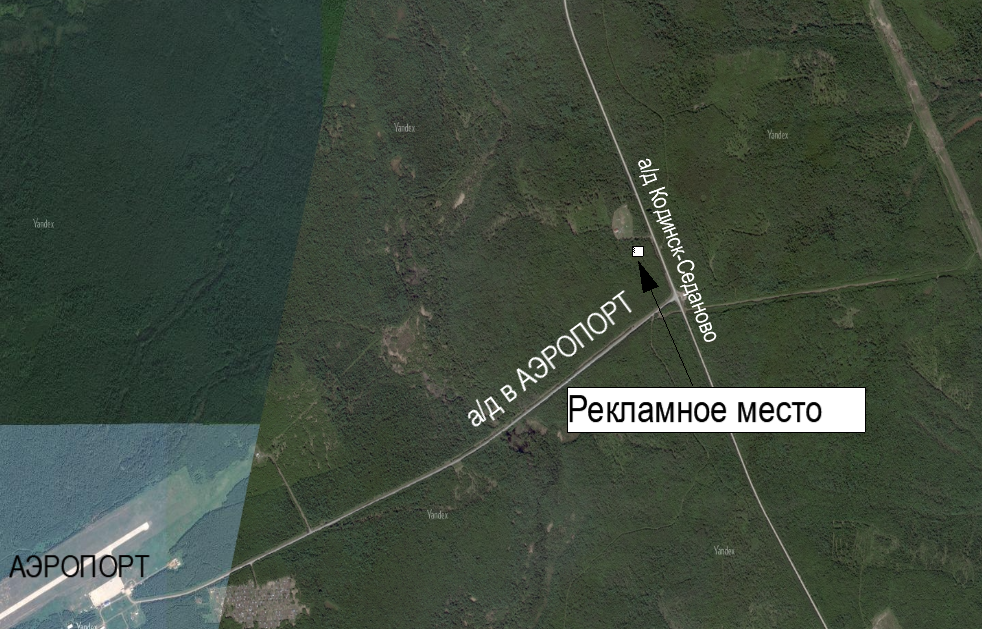 Yandex
Yandex
а/д Кодинск-Седаново
Yandex
а/д в АЭРОПОРТ
Рекламное место
Yandex
Yandex
АЭРОПОРТ
Yandex